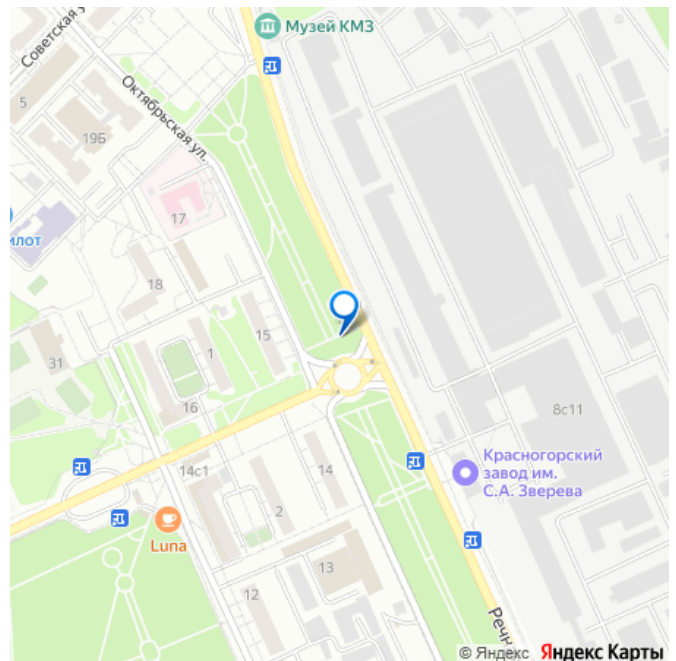 Музей КМЗ
Советская у
5
Октябрьская ул.
19Б
17
илот
18
15
1
31
16
8с11
14с1
14
Красногорский
завод им.
С.А. Зверева
2
Luna
13
12
Речн
© Яндекс Яндекс Карты